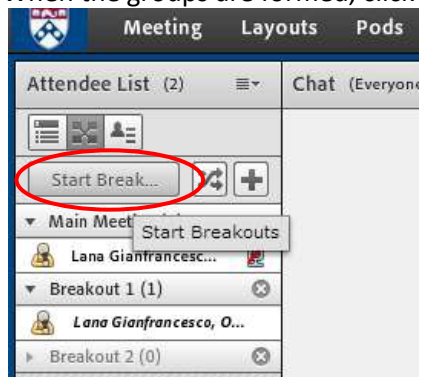 When the groups are formed, click
Meeting Layouts Pods
Attendee List (2)
Chat (Everyone
Start Break...
Main Meet
Start Breakouts
Lana Gianfrancesc...
Breakout 1 (1)
Lana Gianfrancesco, O...
Breakout 2 (0)